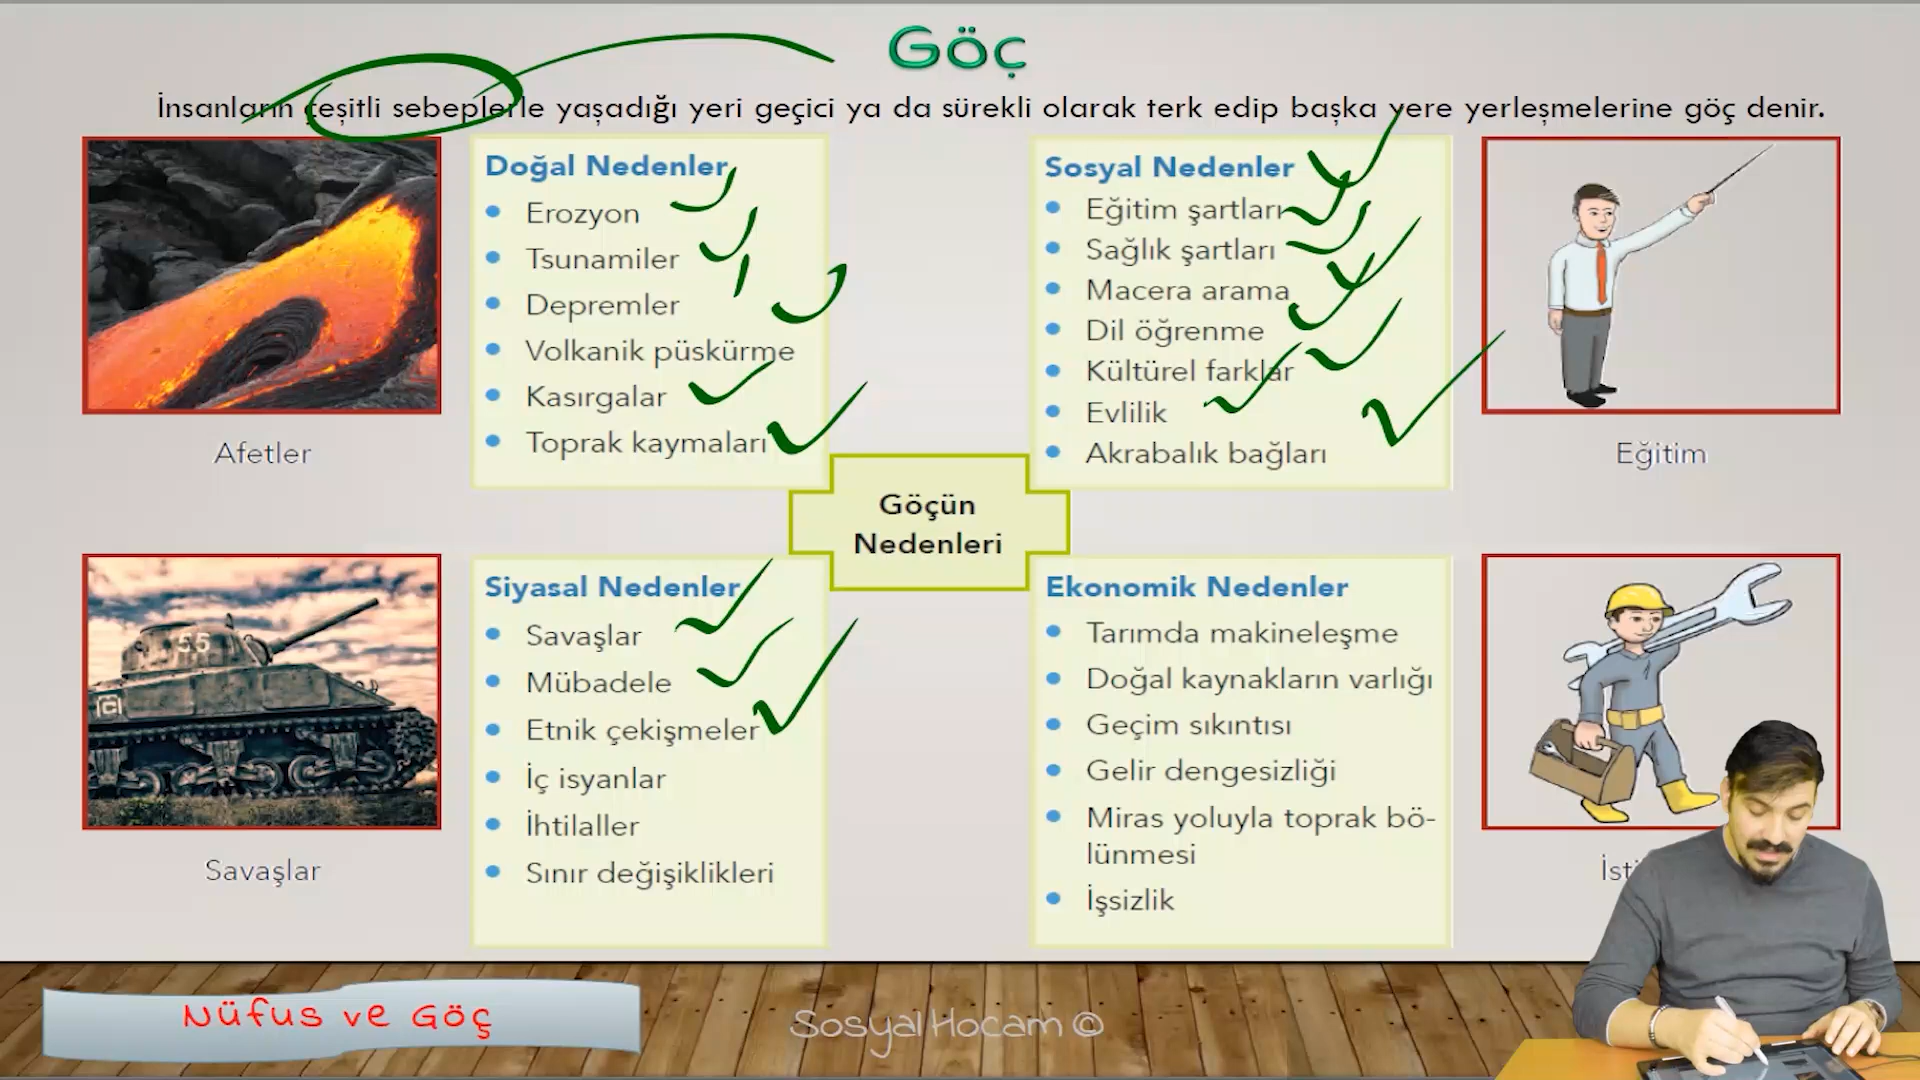 Göç
İnsanların çeşitli sebeplerle yaşadığı yeri geçici ya da sürekli olarak terk edip başka yere yerleşmelerine göç denir.
Doğal Nedenler
Erozyon
Tsunamiler
Depremler
Volkanik püskürme
Kasırgalar
Toprak kaymaları
Afetler
Sosyal Nedenler
Eğitim şartları
Sağlık şartları
Macera arama
Dil öğrenme
Kültürel farklar
Evlilik
Akrabalık bağları
Eğitim
Göçün
Nedenleri
Siyasal Nedenler
Savaşlar
Mübadele
Etnik çekişmeler
İç isyanlar
İhtilaller
Sınır değişiklikleri
55
Savaşlar
Ekonomik Nedenler
Tarımda makineleşme
Doğal kaynakların varlığı
Geçim sıkıntısı
Gelir dengesizliği
Miras yoluyla toprak bö-
lünmesi
İşsizlik
Nüfus ve Göç
Sosyal Hocam ©